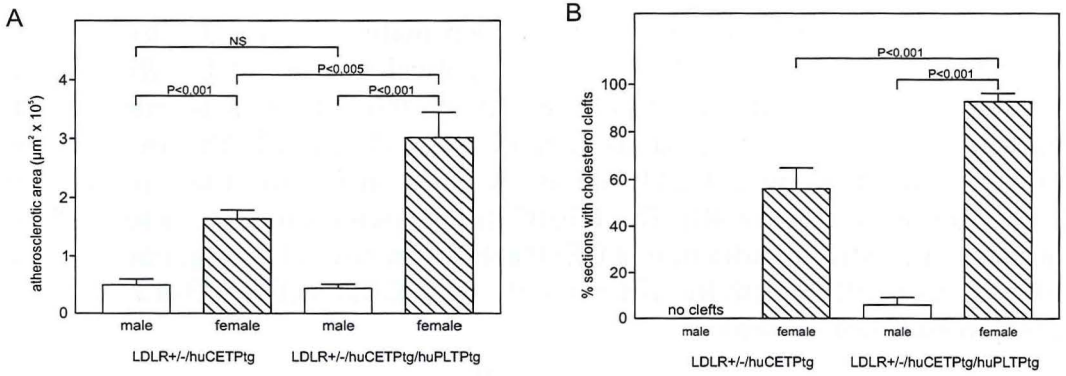 A
atherosclerotic area (µm² x 10⁵)
4
3
2
1
0
NS
P<0,005
P<0,001
P<0,001
male
female
male
female
LDLR+/-/huCETPtg
LDLR+/-/huCETPtg/huPLTPtg
B
% sections with cholesterol clefts
100
80
60
40
20
0
P<0,001
P<0,001
no clefts
male
female
male
female
LDLR+/-/huCETPtg
LDLR+/-/huCETPtg/huPLTPtg